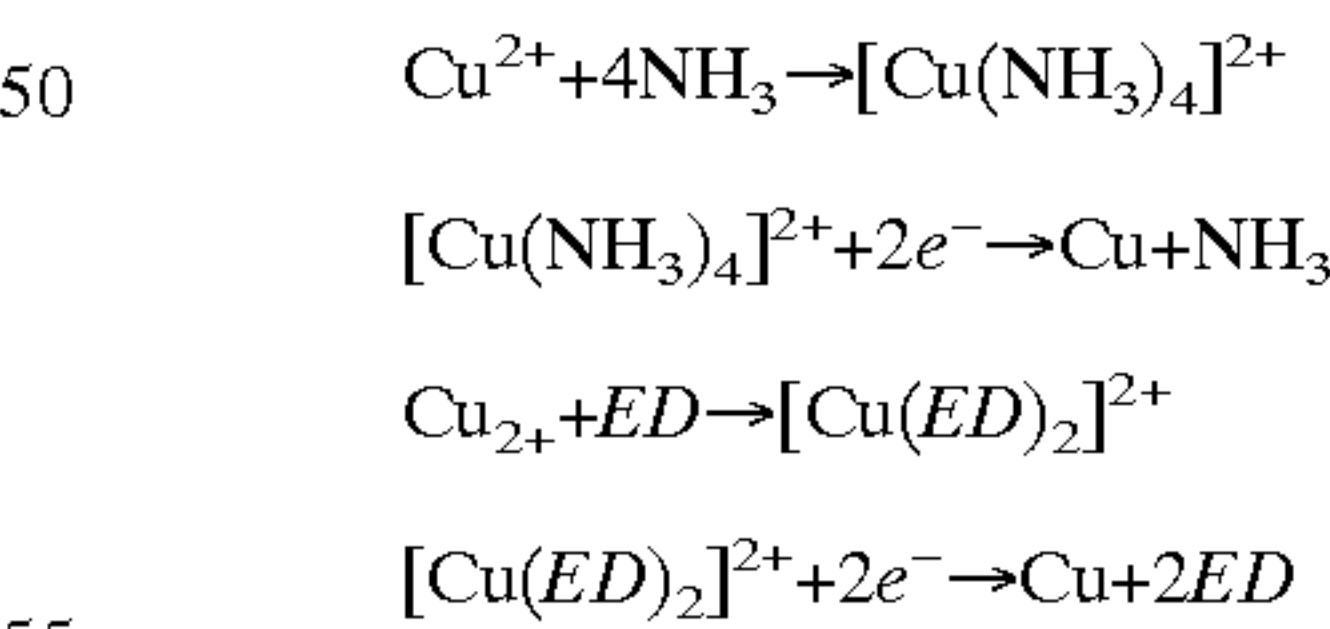 50 Cu²⁺+4NH₃→[Cu(NH₃)₄]²⁺
[Cu(NH₃)₄]²⁺+2e⁻→Cu+NH₃
Cu₂₊+ED→[Cu(ED)₂]²⁺
[Cu(ED)₂]²⁺+2e⁻→Cu+2ED